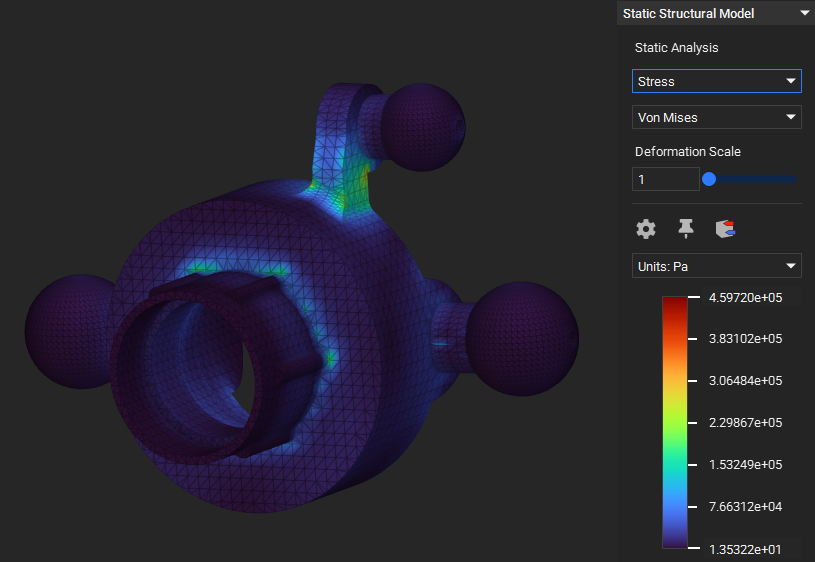 Static Structural Model
Static Analysis
Stress
Von Mises
Deformation Scale
1
Units: Pa
4.59720e+05
3.83102e+05
3.06484e+05
2.29867e+05
1.53249e+05
7.66312e+04
1.35322e+01